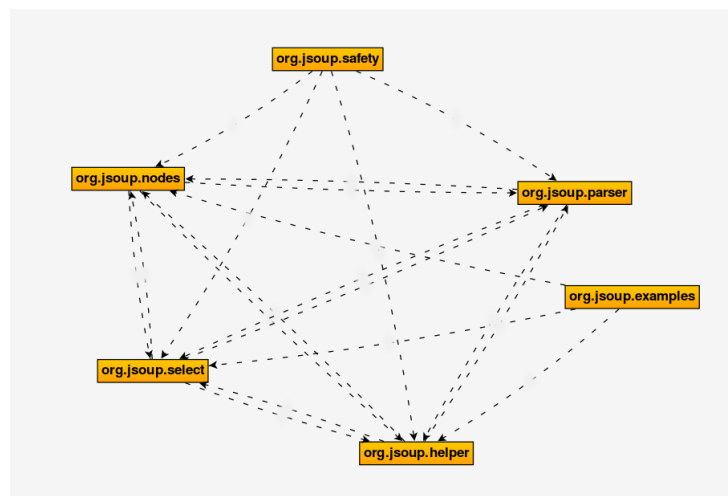 org.jsoup.safety
org.jsoup.nodes
org.jsoup.parser
org.jsoup.examples
org.jsoup.select
org.jsoup.helper